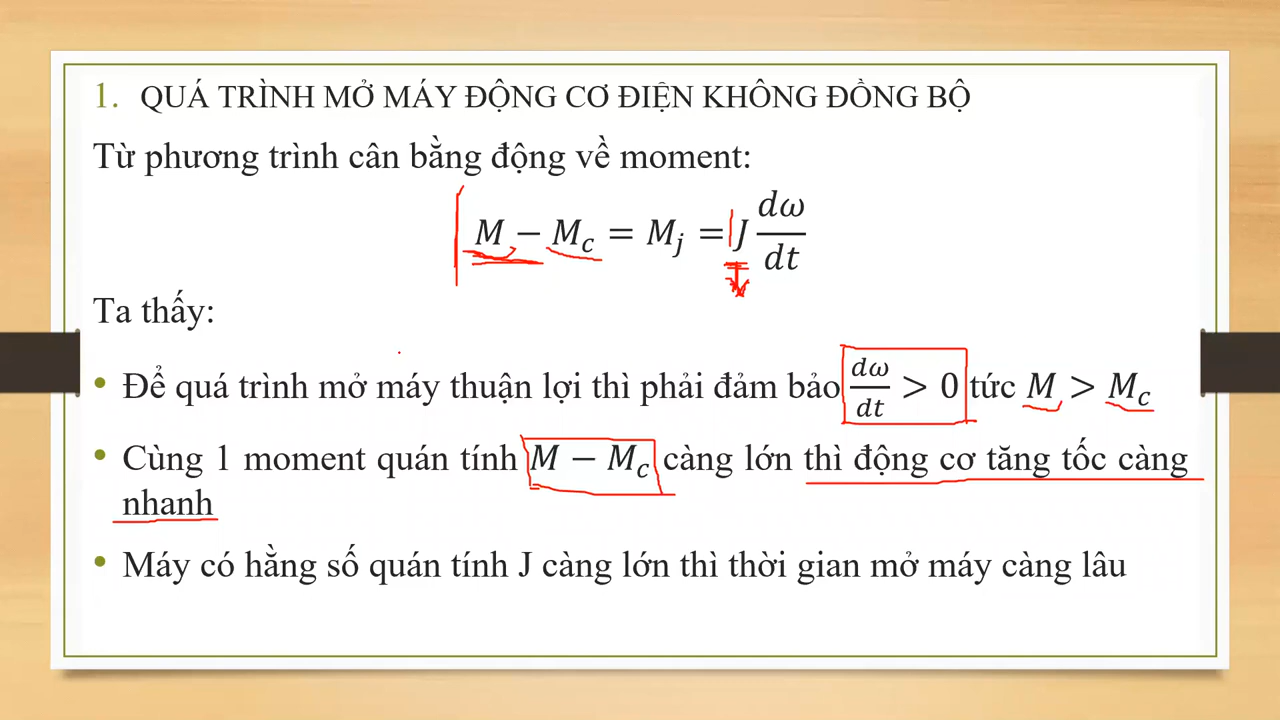 1. QUÁ TRÌNH MỞ MÁY ĐỘNG CƠ ĐIỆN KHÔNG ĐỒNG BỘ
Từ phương trình cân bằng động về moment:
M − M_c = M_j = J dω/dt
Ta thấy:
• Để quá trình mở máy thuận lợi thì phải đảm bảo dω/dt > 0 tức M > M_c
• Cùng 1 moment quán tính M − M_c càng lớn thì động cơ tăng tốc càng
nhanh
• Máy có hằng số quán tính J càng lớn thì thời gian mở máy càng lâu